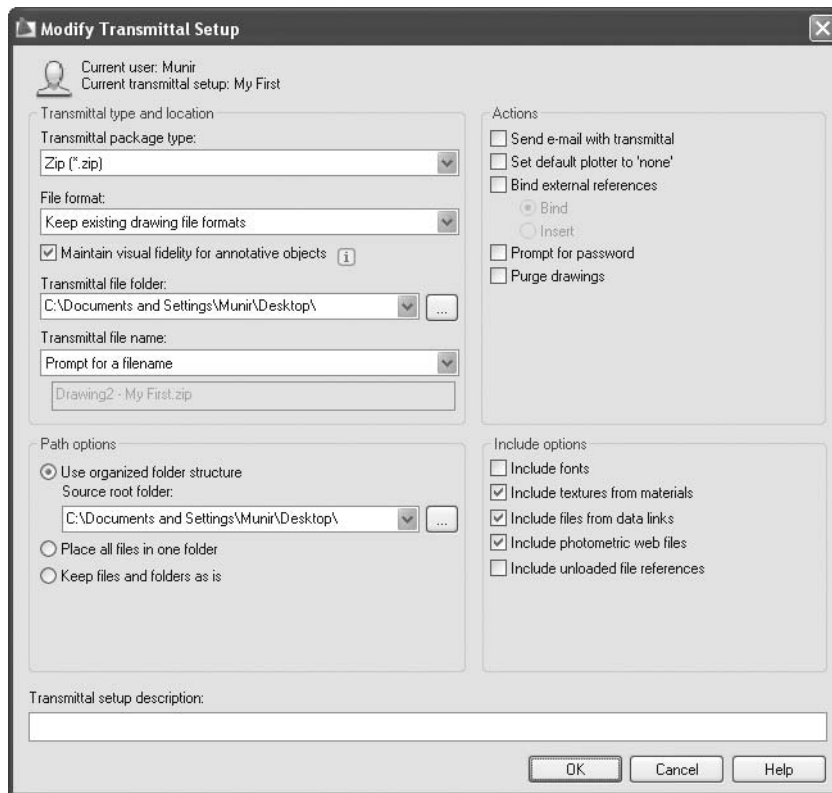 Modify Transmittal Setup
Current user: Munir
Current transmittal setup: My First
Transmittal type and location
Transmittal package type:
Zip (*.zip)
File format:
Keep existing drawing file formats
Maintain visual fidelity for annotative objects
i
Transmittal file folder:
C:\Documents and Settings\Munir\Desktop\
...
Transmittal file name:
Prompt for a filename
Drawing2 - My First.zip
Actions
Send e-mail with transmittal
Set default plotter to 'none'
Bind external references
Bind
Insert
Prompt for password
Purge drawings
Path options
Use organized folder structure
Source root folder:
C:\Documents and Settings\Munir\Desktop\
...
Place all files in one folder
Keep files and folders as is
Include options
Include fonts
Include textures from materials
Include files from data links
Include photometric web files
Include unloaded file references
Transmittal setup description:
OK
Cancel
Help